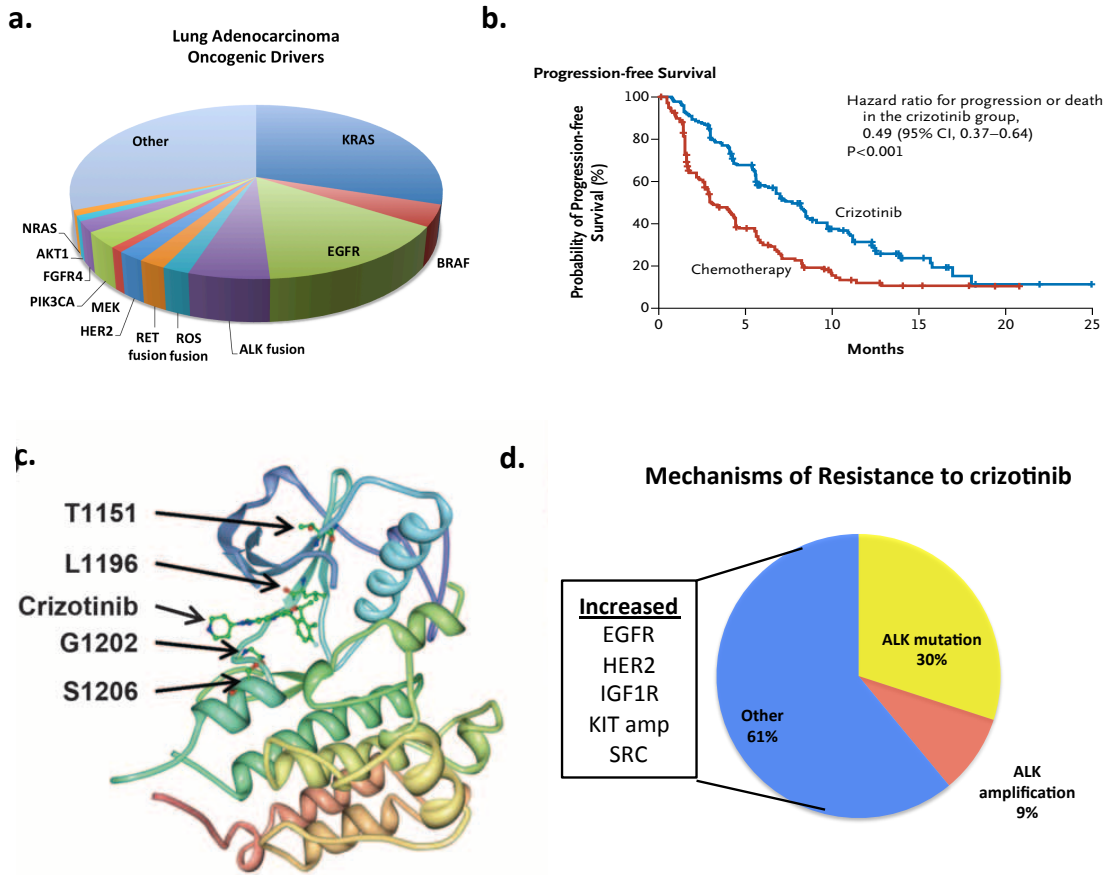 a.
Lung Adenocarcinoma
Oncogenic Drivers
Other
KRAS
NRAS
AKT1
FGFR4
PIK3CA
MEK
HER2
RET
fusion
ROS
fusion
ALK fusion
EGFR
BRAF
b.
Progression-free Survival
Hazard ratio for progression or death
in the crizotinib group,
0.49 (95% CI, 0.37–0.64)
P<0.001
Probability of Progression-free
Survival (%)
100
80
60
40
20
0
Crizotinib
Chemotherapy
0
5
10
15
20
25
Months
c.
T1151
L1196
Crizotinib
G1202
S1206
d.
Mechanisms of Resistance to crizotinib
Increased
EGFR
HER2
IGF1R
KIT amp
SRC
Other
61%
ALK mutation
30%
ALK
amplification
9%